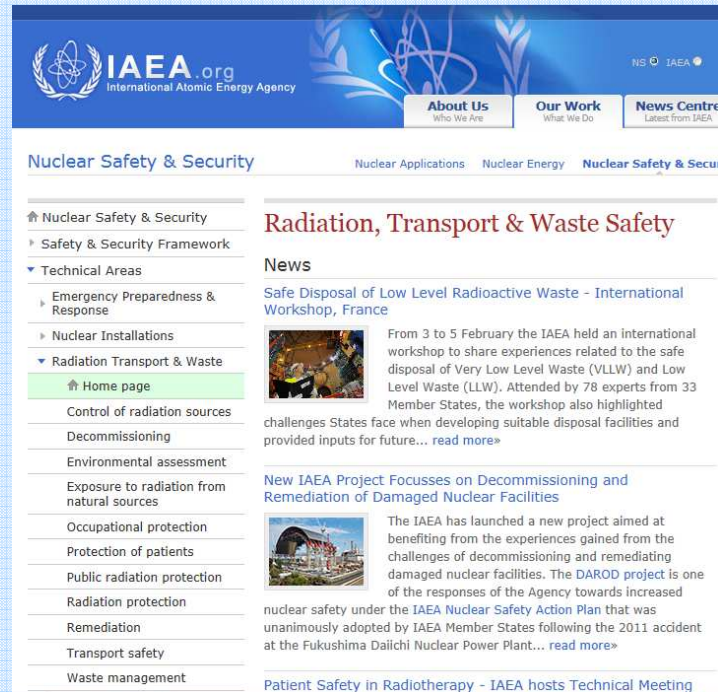 IAEA.org
International Atomic Energy Agency
NS IAEA
About Us
Who We Are
Our Work
What We Do
News Centre
Latest from IAEA
Nuclear Safety & Security
Nuclear Applications Nuclear Energy Nuclear Safety & Secu
Nuclear Safety & Security
Safety & Security Framework
Technical Areas
Emergency Preparedness &
Response
Nuclear Installations
Radiation Transport & Waste
Home page
Control of radiation sources
Decommissioning
Environmental assessment
Exposure to radiation from
natural sources
Occupational protection
Protection of patients
Public radiation protection
Radiation protection
Remediation
Transport safety
Waste management
Radiation, Transport & Waste Safety
News
Safe Disposal of Low Level Radioactive Waste - International
Workshop, France
From 3 to 5 February the IAEA held an international
workshop to share experiences related to the safe
disposal of Very Low Level Waste (VLLW) and Low
Level Waste (LLW). Attended by 78 experts from 33
Member States, the workshop also highlighted
challenges States face when developing suitable disposal facilities and
provided inputs for future... read more»
New IAEA Project Focusses on Decommissioning and
Remediation of Damaged Nuclear Facilities
The IAEA has launched a new project aimed at
benefiting from the experiences gained from the
challenges of decommissioning and remediating
damaged nuclear facilities. The DAROD project is one
of the responses of the Agency towards increased
nuclear safety under the IAEA Nuclear Safety Action Plan that was
unanimously adopted by IAEA Member States following the 2011 accident
at the Fukushima Daiichi Nuclear Power Plant... read more»
Patient Safety in Radiotherapy - IAEA hosts Technical Meeting